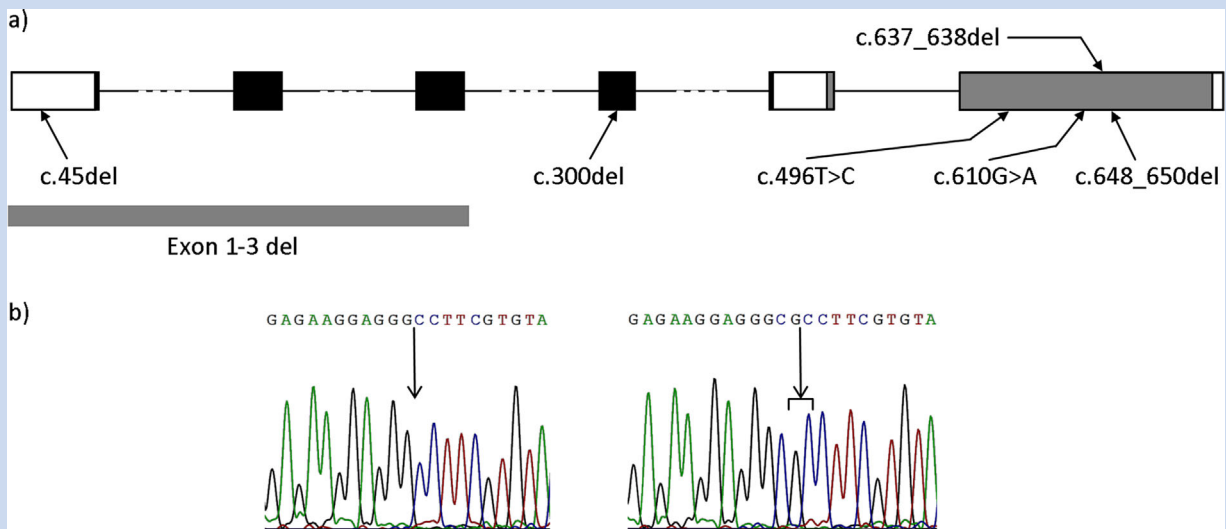 a)
c.637_638del
c.45del
c.300del
c.496T>C
c.610G>A
c.648_650del
Exon 1-3 del
b)
GAGAAGGAGGGCCTTCGTGTA
GAGAAGGAGGGCGCCTTCGTGTA